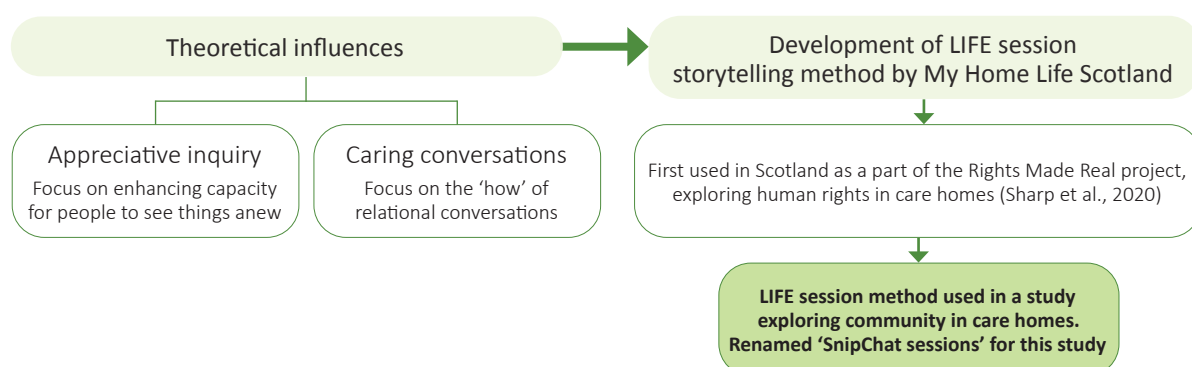 Theoretical influences
Development of LIFE session
storytelling method by My Home Life Scotland
Appreciative inquiry
Focus on enhancing capacity
for people to see things anew
Caring conversations
Focus on the ‘how’ of
relational conversations
First used in Scotland as a part of the Rights Made Real project,
exploring human rights in care homes (Sharp et al., 2020)
LIFE session method used in a study
exploring community in care homes.
Renamed ‘SnipChat sessions’ for this study